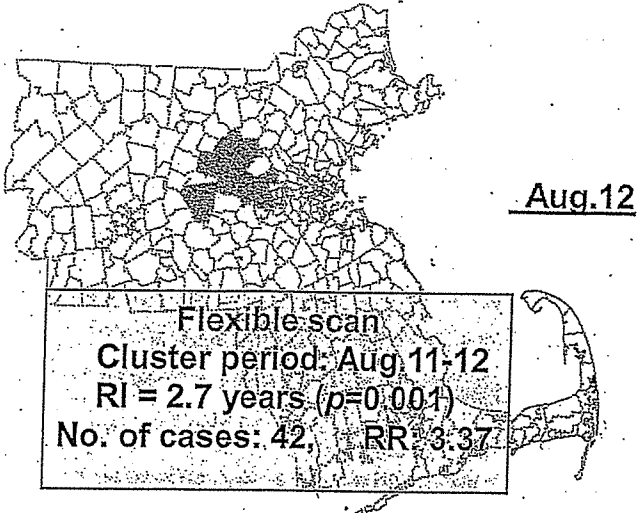 Aug.12
Flexible scan
Cluster period: Aug.11-12
RI = 2.7 years (p=0.001)
No. of cases: 42, RR: 3.37